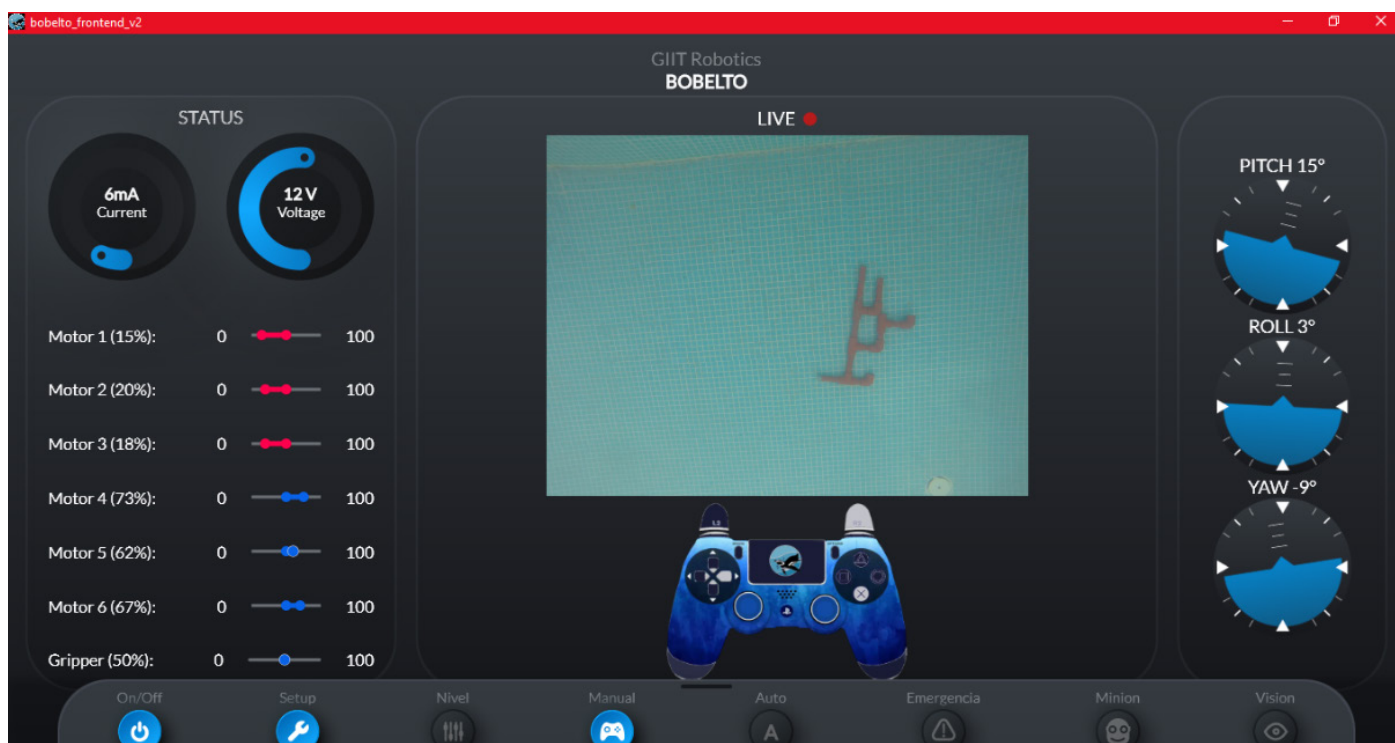 bobelto_frontend_v2
GIIT Robotics
BOBELTO
STATUS
6mA
Current
12 V
Voltage
Motor 1 (15%): 0 100
Motor 2 (20%): 0 100
Motor 3 (18%): 0 100
Motor 4 (73%): 0 100
Motor 5 (62%): 0 100
Motor 6 (67%): 0 100
Gripper (50%): 0 100
LIVE
PITCH 15°
ROLL 3°
YAW -9°
On/Off Setup Nivel Manual Auto Emergencia Minion Vision
A